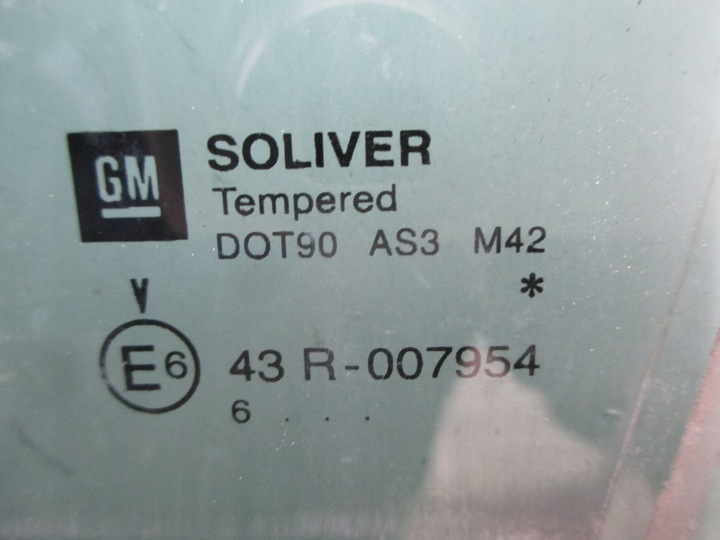 GM
SOLIVER
Tempered
DOT90 AS3 M42
V *
E6 43 R-007954
6 . . .